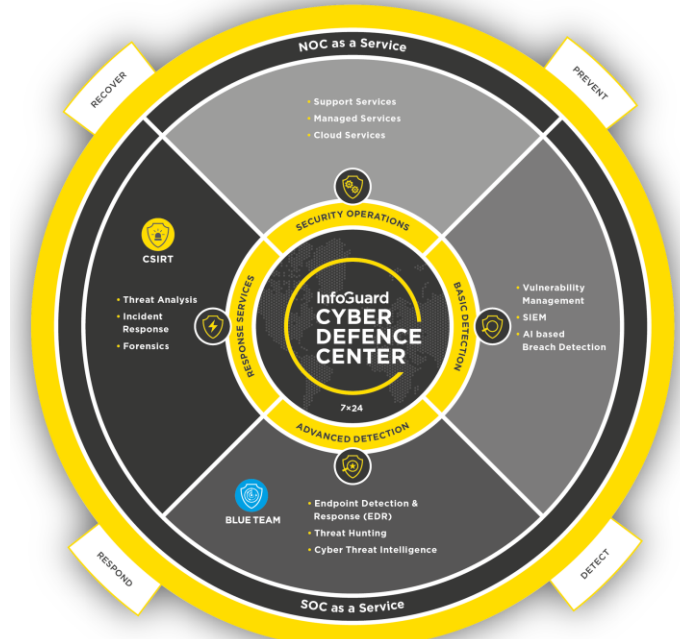 NOC as a Service
RECOVER
PREVENT
• Support Services
• Managed Services
• Cloud Services
SECURITY OPERATIONS
CSIRT
• Threat Analysis
• Incident
Response
• Forensics
RESPONSE SERVICES
InfoGuard
CYBER
DEFENCE
CENTER
7×24
BASIC DETECTION
• Vulnerability
Management
• SIEM
• AI based
Breach Detection
ADVANCED DETECTION
BLUE TEAM
• Endpoint Detection &
Response (EDR)
• Threat Hunting
• Cyber Threat Intelligence
RESPOND
DETECT
SOC as a Service